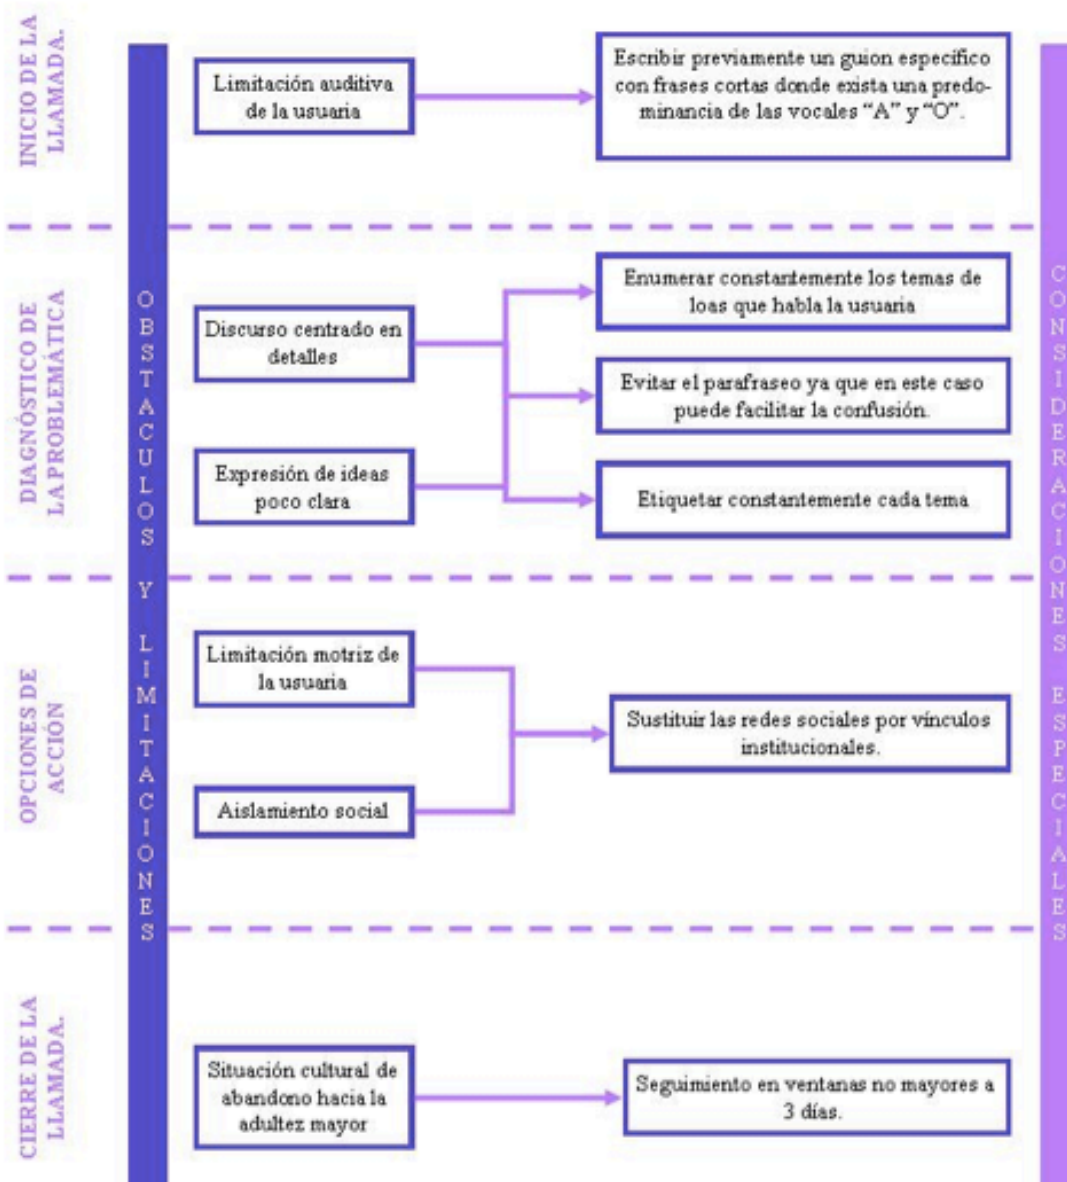 INICIO DE LA
LLAMADA.
Limitación auditiva
de la usuaria
Escribir previamente un guion específico
con frases cortas donde exista una predo-
minancia de las vocales “A” y “O”.
DIAGNÓSTICO DE
LA PROBLEMÁTICA
OBSTACULOS Y LIMITACIONES
Discurso centrado en
detalles
Expresión de ideas
poco clara
Enumerar constantemente los temas de
loas que habla la usuaria
Evitar el parafraseo ya que en este caso
puede facilitar la confusión.
Etiquetar constantemente cada tema
CONSIDERACIONES ESPECIALES
OPCIONES DE
ACCIÓN
Limitación motriz de
la usuaria
Aislamiento social
Sustituir las redes sociales por vínculos
institucionales.
CIERRE DE LA
LLAMADA.
Situación cultural de
abandono hacia la
adultez mayor
Seguimiento en ventanas no mayores a
3 días.